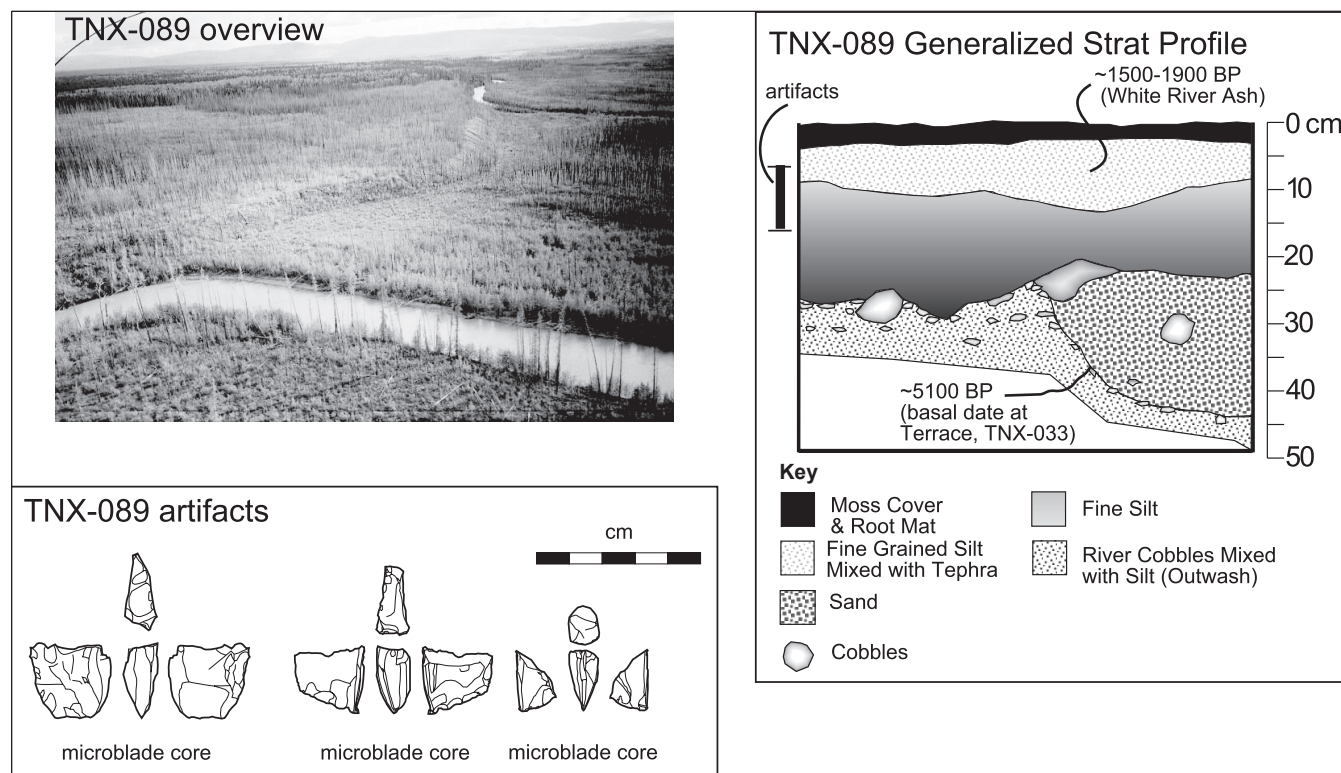 TNX-089 overview
TNX-089 Generalized Strat Profile
~1500-1900 BP
(White River Ash)
artifacts
0 cm
10
20
30
40
50
~5100 BP
(basal date at
Terrace, TNX-033)
Key
Moss Cover
& Root Mat
Fine Silt
Fine Grained Silt
Mixed with Tephra
River Cobbles Mixed
with Silt (Outwash)
Sand
Cobbles
TNX-089 artifacts
cm
microblade core
microblade core
microblade core